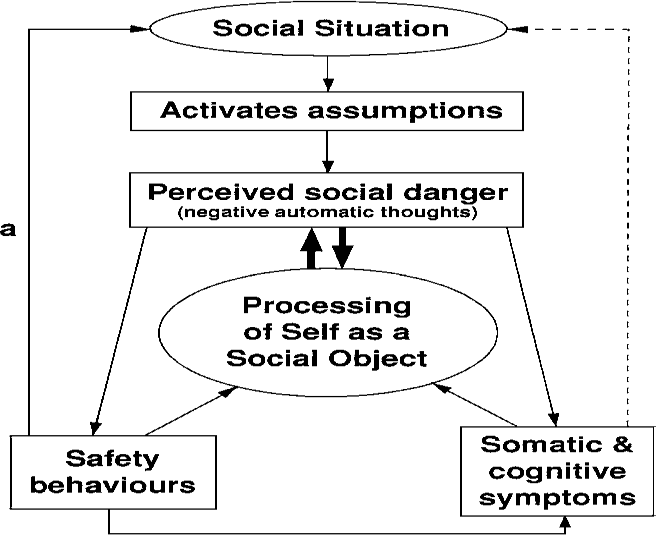 Social Situation
Activates assumptions
Perceived social danger
(negative automatic thoughts)
a
Processing
of Self as a
Social Object
Safety
behaviours
Somatic &
cognitive
symptoms